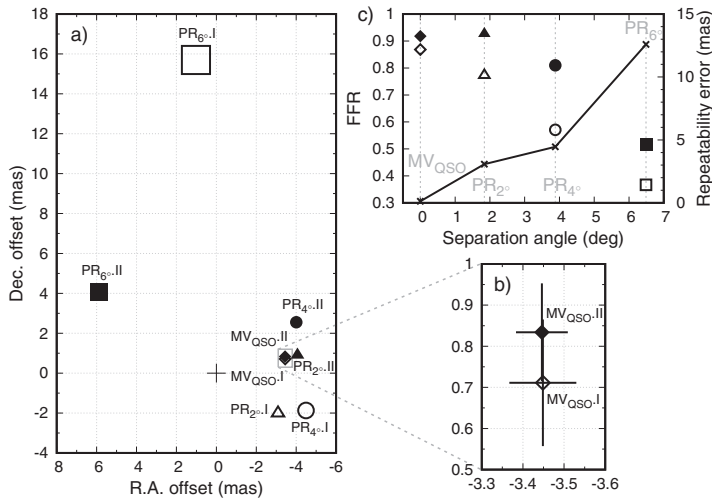 a)
PR6°.I
PR6°.II
PR4°.II
MVQSO.II
PR2°.II
MVQSO.I
PR2°.I
PR4°.I
18
16
14
12
10
8
6
4
2
0
-2
-4
8 6 4 2 0 -2 -4 -6
Dec. offset (mas)
R.A. offset (mas)
c)
PR6°
MVQSO
PR2°
PR4°
1
0.9
0.8
0.7
0.6
0.5
0.4
0.3
FFR
15
10
5
0
Repeatability error (mas)
0 1 2 3 4 5 6 7
Separation angle (deg)
b)
MVQSO.II
MVQSO.I
1
0.9
0.8
0.7
0.6
0.5
-3.3 -3.4 -3.5 -3.6